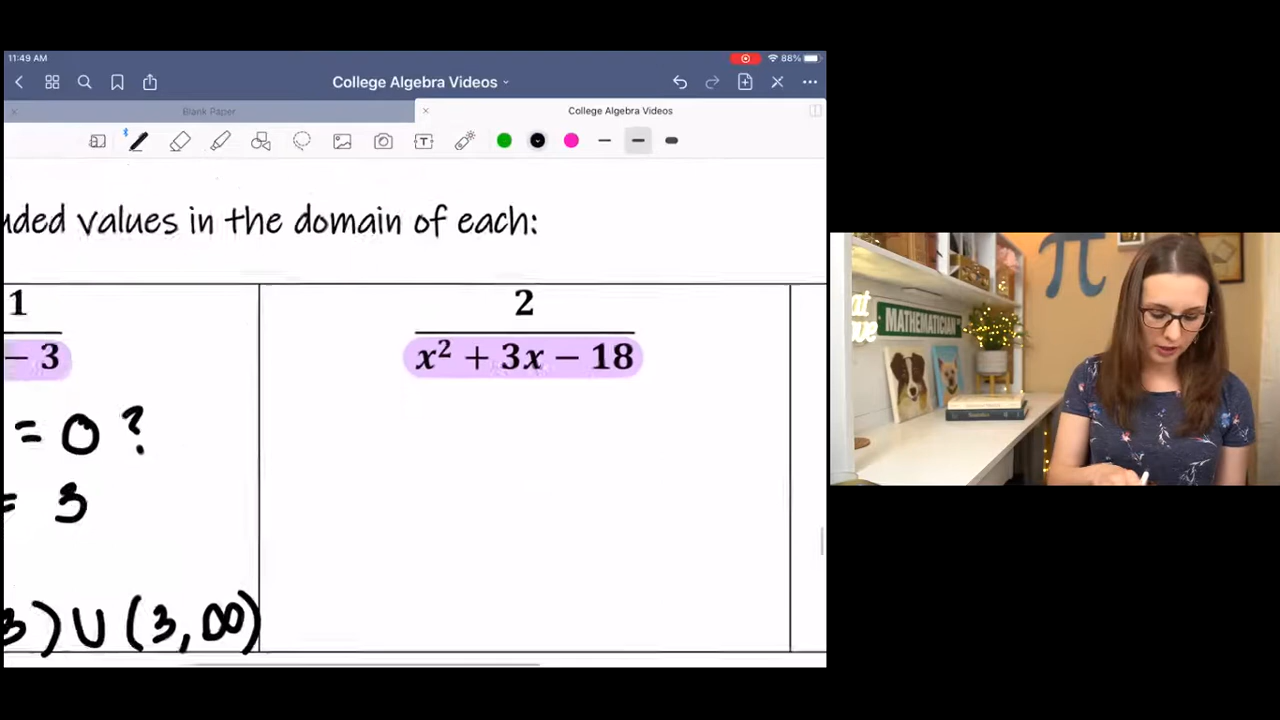 11:49 AM
88%
College Algebra Videos
Blank Paper
College Algebra Videos
values in the domain of each:
1
− 3
= 0 ?
= 3
3) ∪ (3, ∞)
2
x² + 3x − 18
MATHEMATICIAN